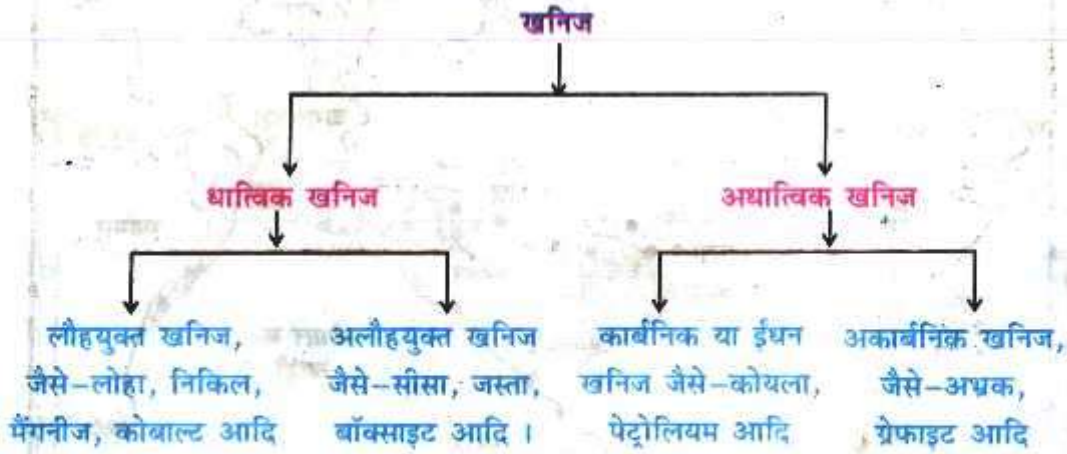 खनिज
धात्विक खनिज
अधात्विक खनिज
लौहयुक्त खनिज,
जैसे-लोहा, निकिल,
मैंगनीज, कोबाल्ट आदि
अलौहयुक्त खनिज
जैसे-सीसा, जस्ता,
बॉक्साइट आदि ।
कार्बनिक या ईंधन
खनिज जैसे-कोयला,
पेट्रोलियम आदि
अकार्बनिक खनिज,
जैसे-अभ्रक,
ग्रेफाइट आदि